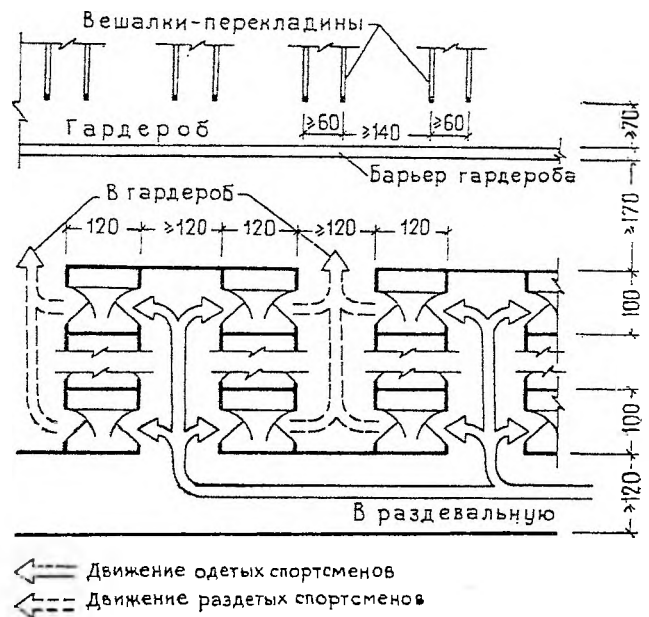 Вешалки-перекладины
≥60
≥140
≥60
≥70
Гардероб
Барьер гардероба
В гардероб
≥170
120
≥120
120
≥120
120
100
100
В раздевальную
≥120
Движение одетых спортсменов
Движение раздетых спортсменов